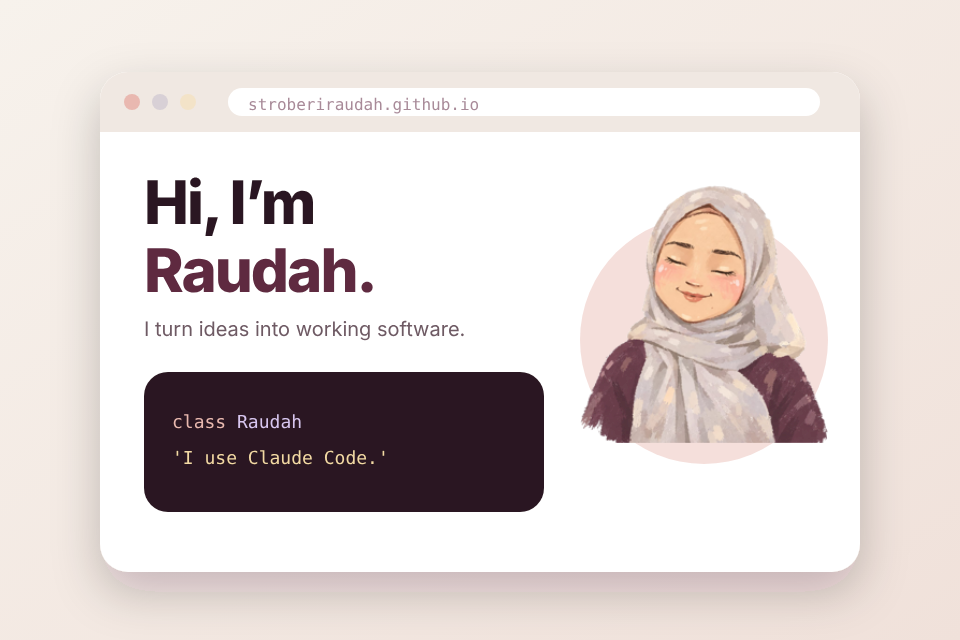 stroberiraudah.github.io
Hi, I’m
Raudah.
I turn ideas into working software.
class Raudah
'I use Claude Code.'